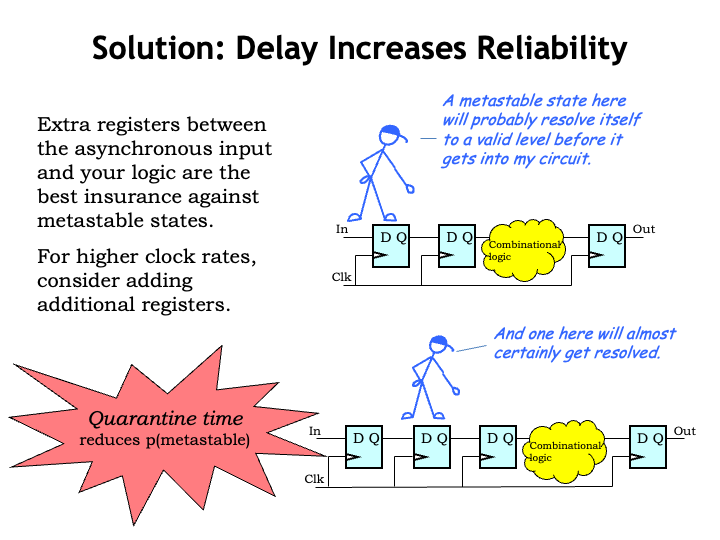 Solution: Delay Increases Reliability
Extra registers between
the asynchronous input
and your logic are the
best insurance against
metastable states.
For higher clock rates,
consider adding
additional registers.
A metastable state here
will probably resolve itself
to a valid level before it
gets into my circuit.
In
D Q
D Q
Combinational
logic
D Q
Out
Clk
And one here will almost
certainly get resolved.
Quarantine time
reduces p(metastable)
In
D Q
D Q
D Q
Combinational
logic
D Q
Out
Clk